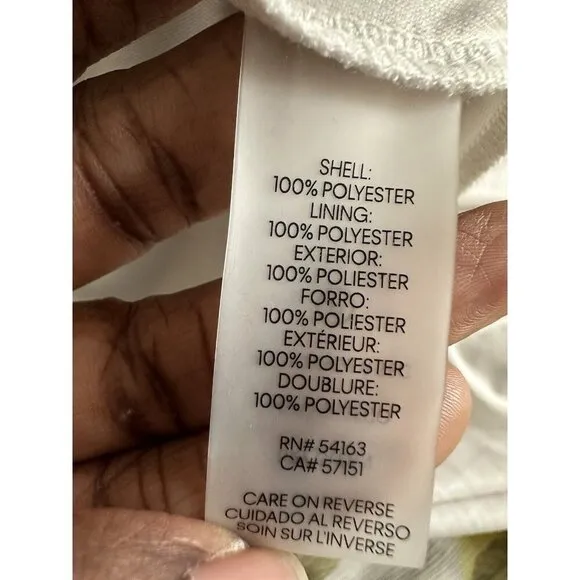 SHELL:
100% POLYESTER
LINING:
100% POLYESTER
EXTERIOR:
100% POLIESTER
FORRO:
100% POLIESTER
EXTÉRIEUR:
100% POLYESTER
DOUBLURE:
100% POLYESTER
RN# 54163
CA# 57151
CARE ON REVERSE
CUIDADO AL REVERSO
SOIN SUR L'INVERSE